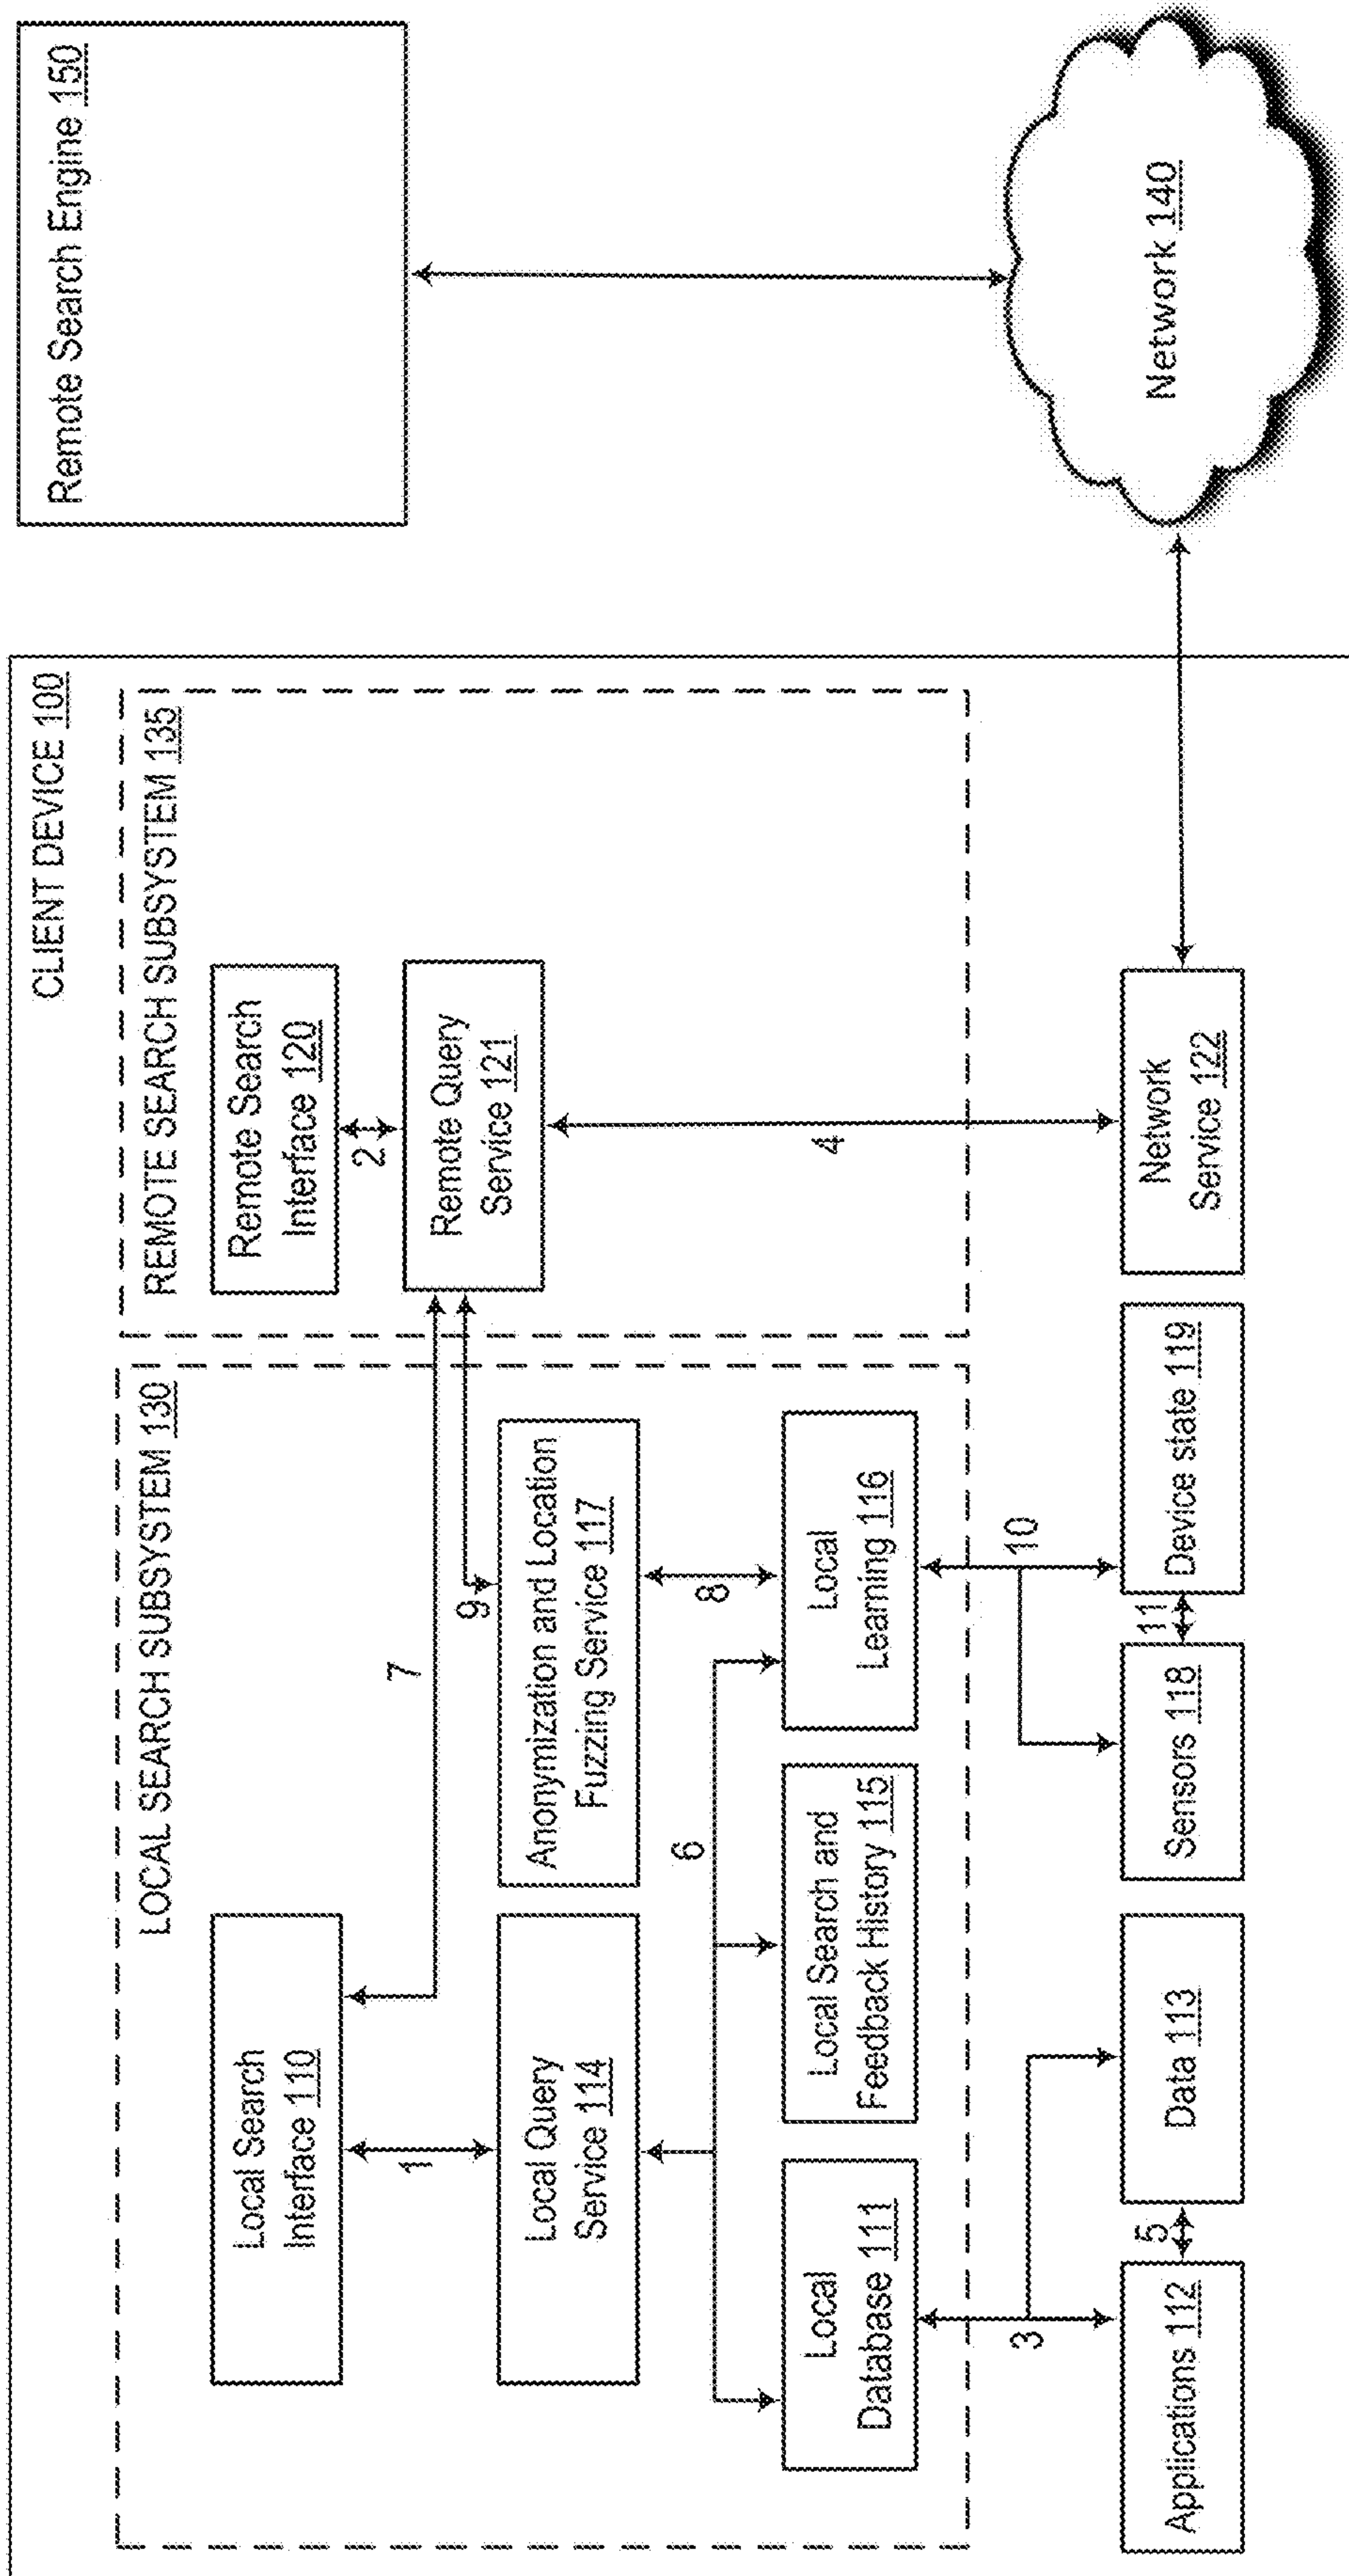 CLIENT DEVICE 100
LOCAL SEARCH SUBSYSTEM 130
Local Search
Interface 110
1
7
Local Query
Service 114
9
Anonymization and Location
Fuzzing Service 117
6
8
Local
Database 111
Local Search and
Feedback History 115
Local
Learning 116
3
10
Applications 112
5
Data 113
Sensors 118
11
Device state 119
REMOTE SEARCH SUBSYSTEM 135
Remote Search
Interface 120
2
Remote Query
Service 121
4
Network
Service 122
Remote Search Engine 150
Network 140